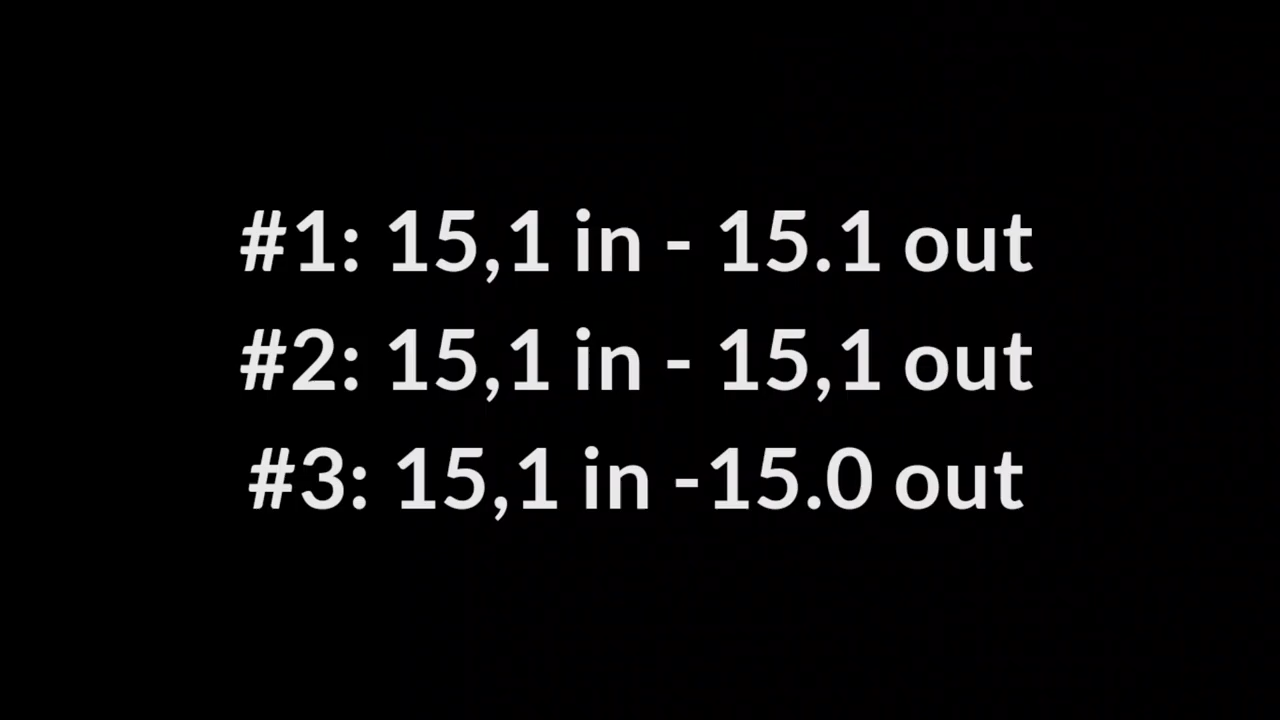 #1: 15,1 in - 15.1 out
#2: 15,1 in - 15,1 out
#3: 15,1 in -15.0 out